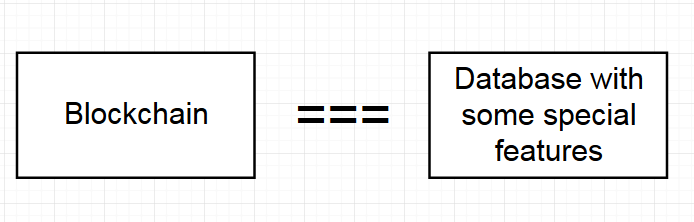 Blockchain
===
Database with
some special
features